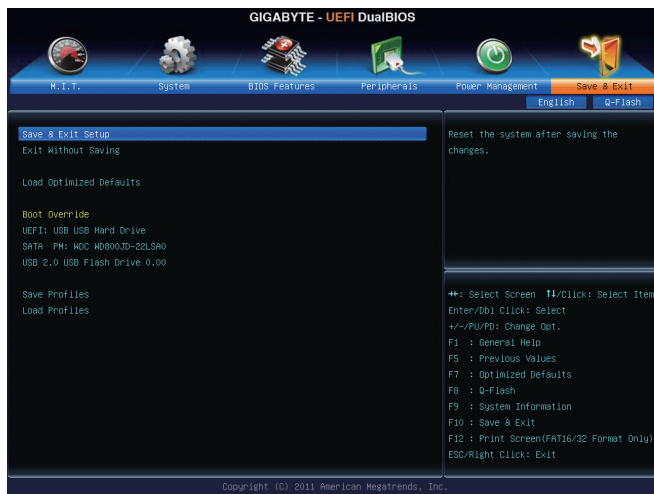 GIGABYTE - UEFI DualBIOS
M.I.T.
System
BIOS Features
Peripherals
Power Management
Save & Exit
English
Q-Flash
Save & Exit Setup
Exit Without Saving
Load Optimized Defaults
Boot Override
UEFI: USB USB Hard Drive
SATA  PM: WDC WD800JD-22LSA0
USB 2.0 USB Flash Drive 0.00
Save Profiles
Load Profiles
Reset the system after saving the
changes.
→←: Select Screen  ↑↓/Click: Select Item
Enter/Dbl Click: Select
+/-/PU/PD: Change Opt.
F1  : General Help
F5  : Previous Values
F7  : Optimized Defaults
F8  : Q-Flash
F9  : System Information
F10 : Save & Exit
F12 : Print Screen(FAT16/32 Format Only)
ESC/Right Click: Exit
Copyright (C) 2011 American Megatrends, Inc.